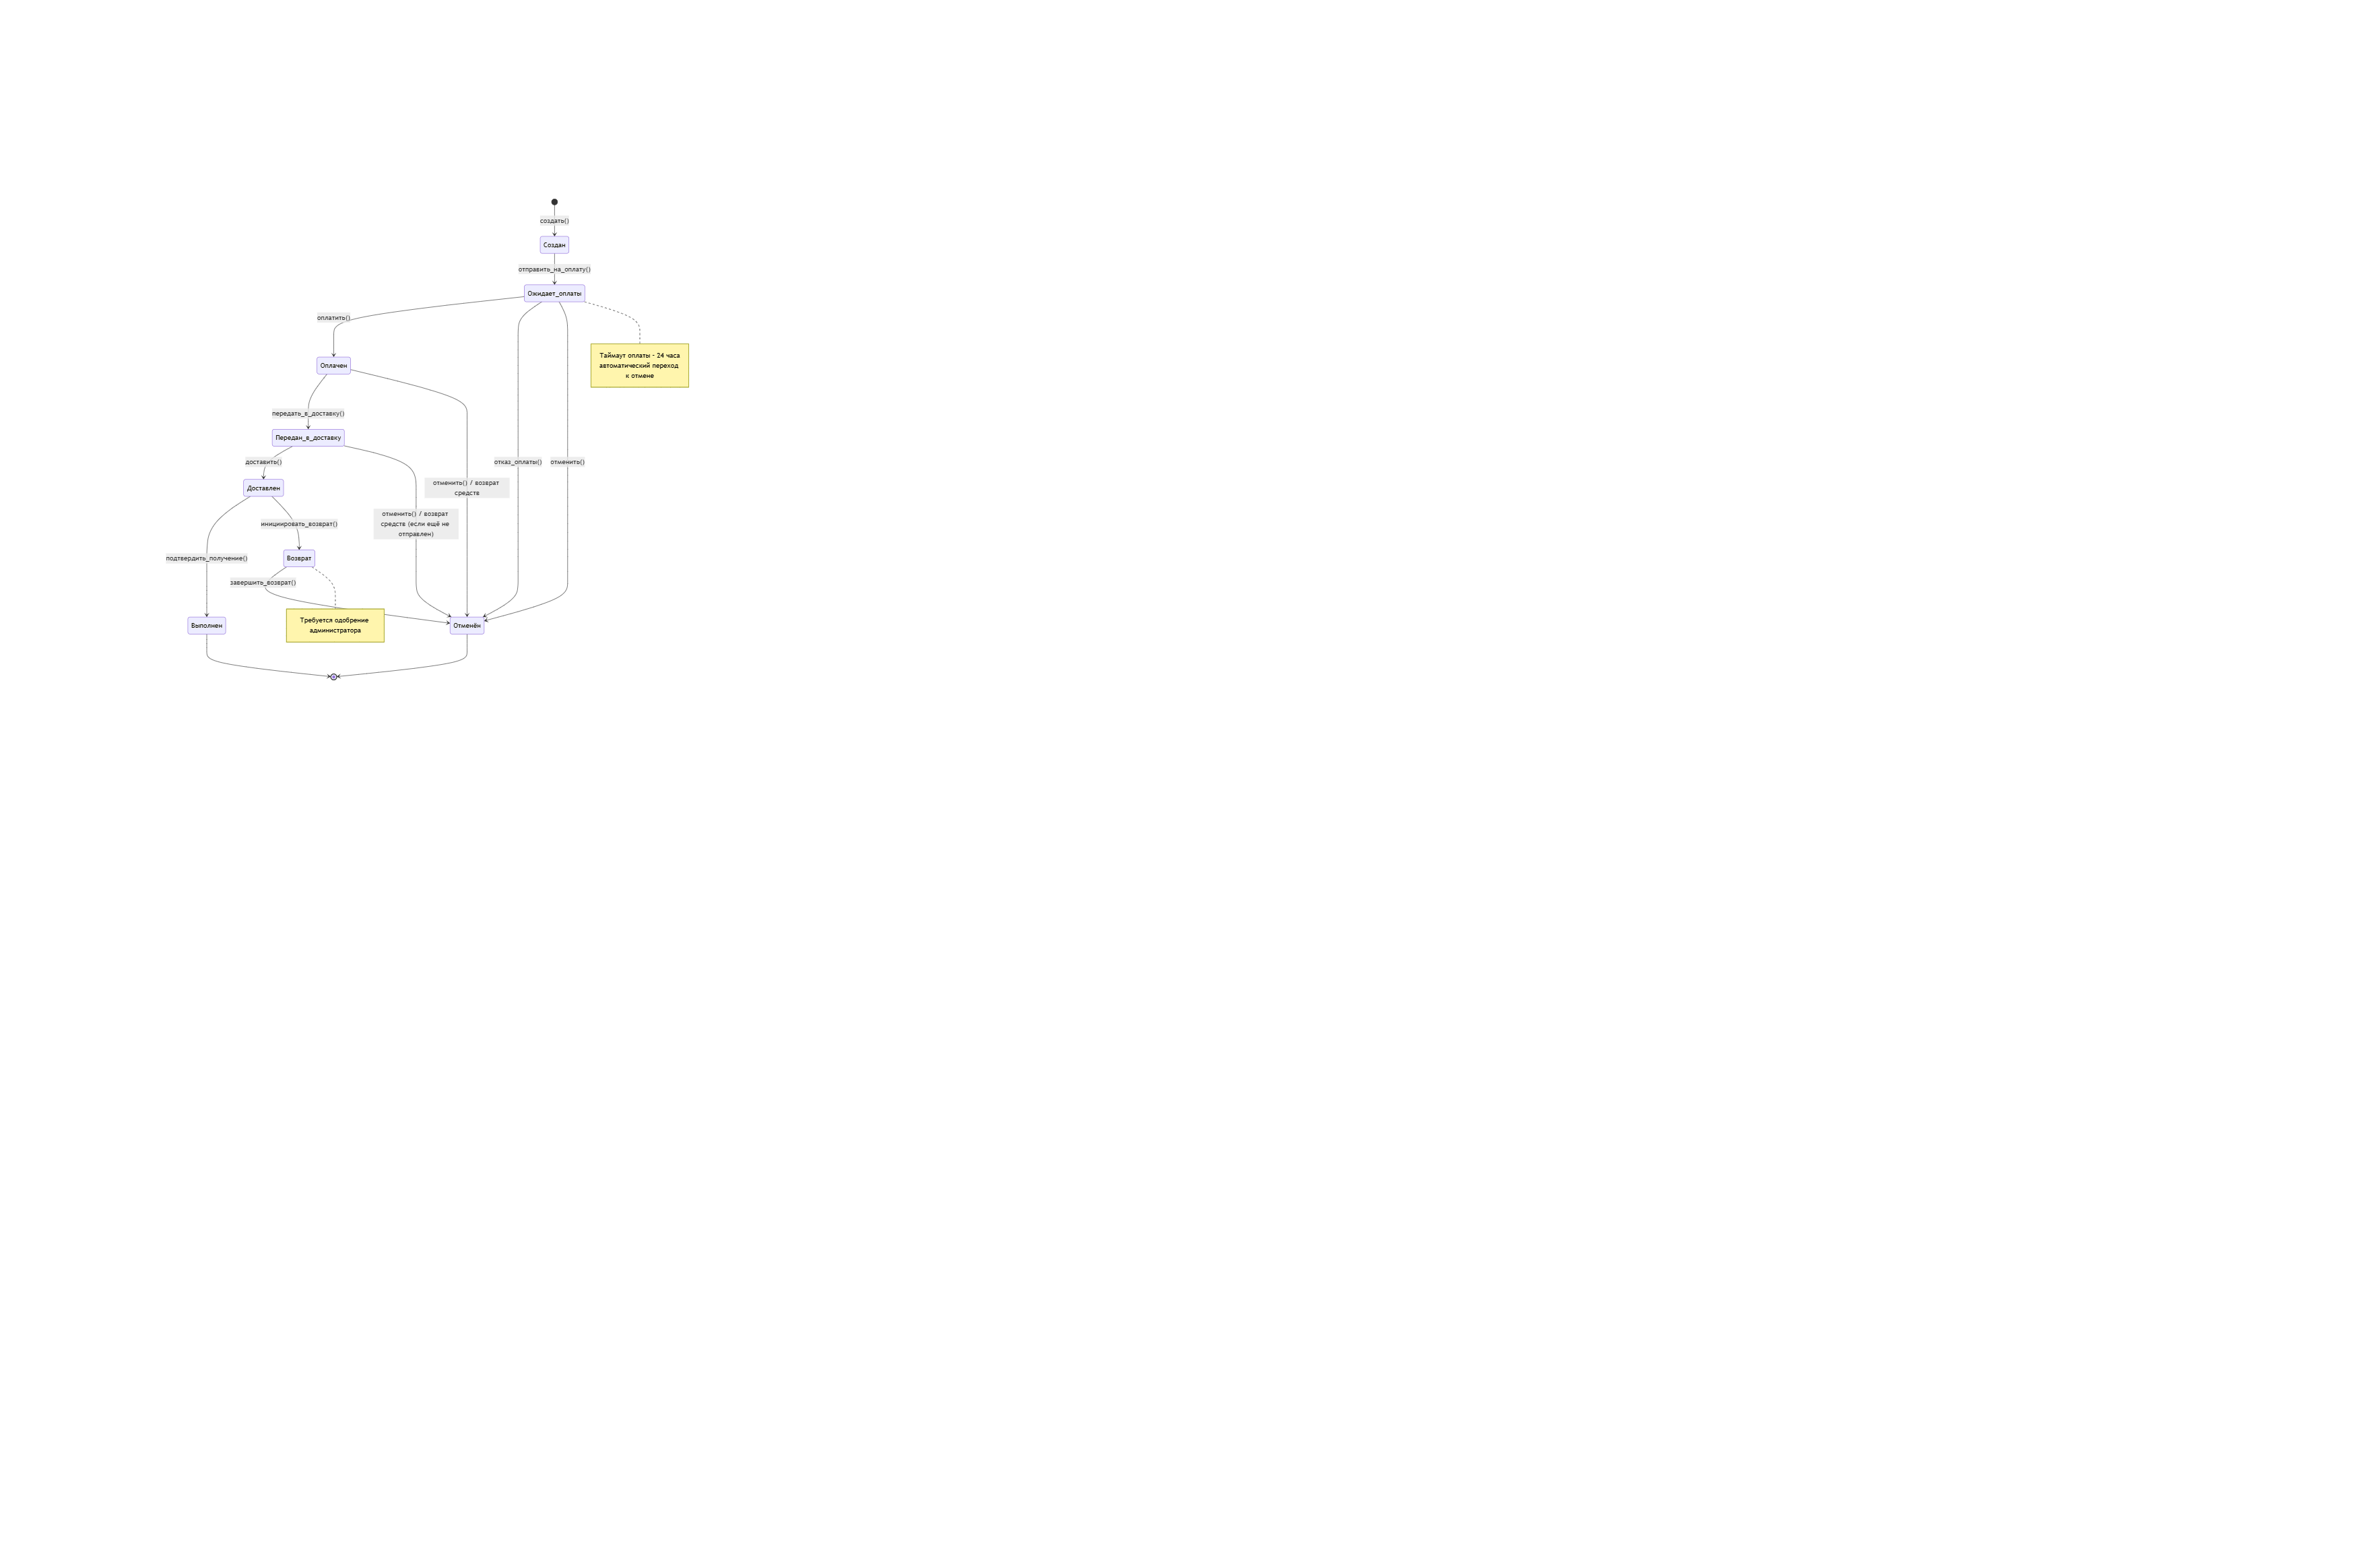 создать()
Создан
отправить_на_оплату()
Ожидает_оплаты
оплатить()
Таймаут оплаты - 24 часа
автоматический переход
к отмене
Оплачен
передать_в_доставку()
Передан_в_доставку
доставить()
отказ_оплаты()
отменить()
Доставлен
отменить() / возврат
средств
отменить() / возврат
средств (если ещё не
отправлен)
инициировать_возврат()
подтвердить_получение()
Возврат
завершить_возврат()
Требуется одобрение
администратора
Выполнен
Отменён